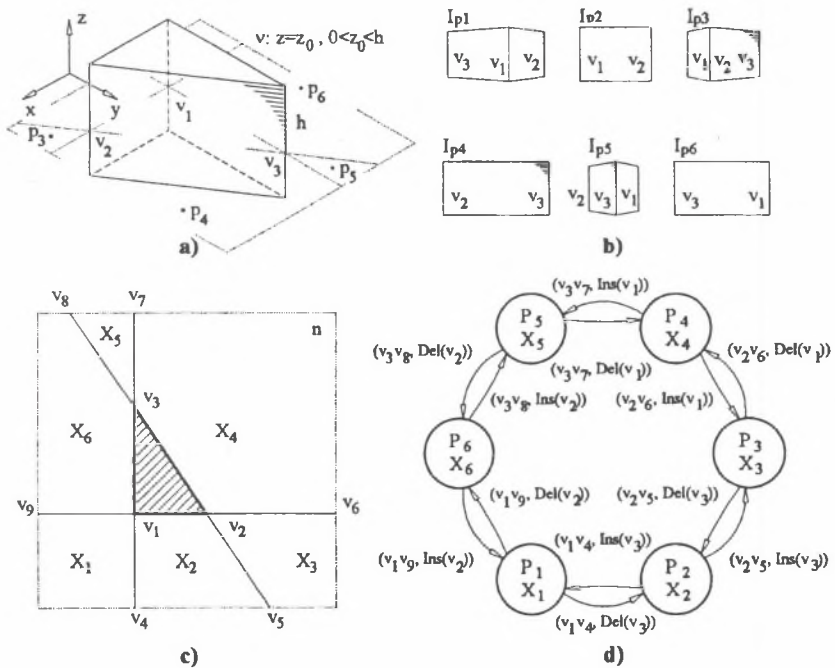 z
ν: z=z₀ , 0<z₀<h
x
y
v₁
p₆
h
p₃
v₂
v₃
p₅
p₄
a)
Iₚ₁
v₃ v₁ v₂
Iₚ₂
v₁ v₂
Iₚ₃
v₁ v₂ v₃
Iₚ₄
v₂ v₃
Iₚ₅
v₂ v₃ v₁
Iₚ₆
v₃ v₁
b)
v₈ v₇
X₅
n
v₃
X₆
X₄
v₉
v₆
v₁ v₂
X₁ X₂ X₃
v₄ v₅
c)
(v₃v₇, Ins(v₁))
P₅
X₅
P₄
X₄
(v₃v₈, Del(v₂))
(v₃v₇, Del(v₁))
(v₂v₆, Del(v₁))
(v₃v₈, Ins(v₂))
(v₂v₆, Ins(v₁))
P₆
X₆
P₃
X₃
(v₁v₉, Del(v₂))
(v₂v₅, Del(v₃))
(v₁v₄, Ins(v₃))
(v₁v₉, Ins(v₂))
(v₂v₅, Ins(v₃))
P₁
X₁
P₂
X₂
(v₁v₄, Del(v₃))
d)